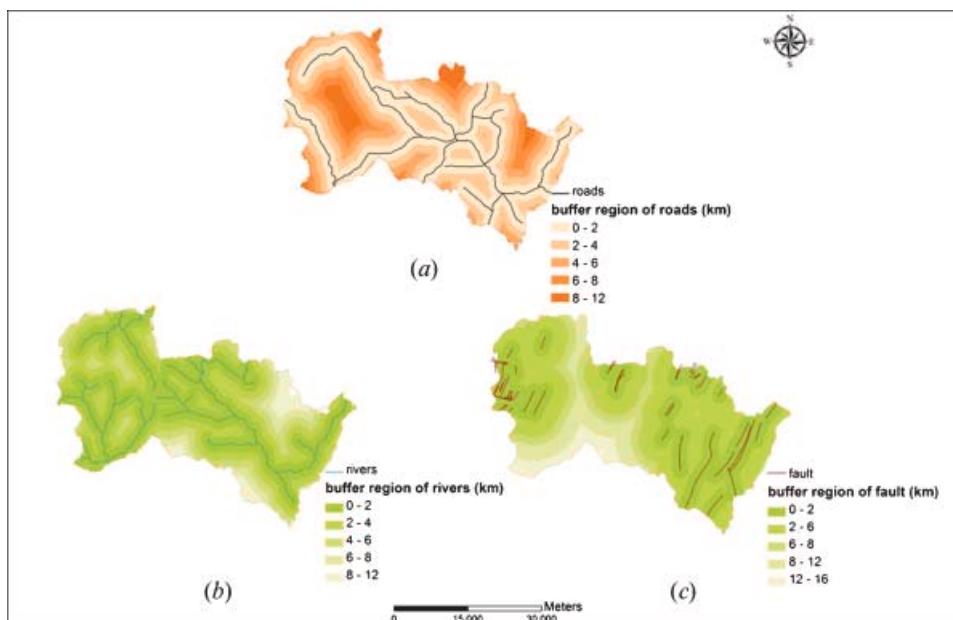 N
W E
S
roads
buffer region of roads (km)
0 - 2
2 - 4
4 - 6
6 - 8
8 - 12
(a)
rivers
buffer region of rivers (km)
0 - 2
2 - 4
4 - 6
6 - 8
8 - 12
(b)
fault
buffer region of fault (km)
0 - 2
2 - 6
6 - 8
8 - 12
12 - 16
(c)
Meters
0 15,000 30,000